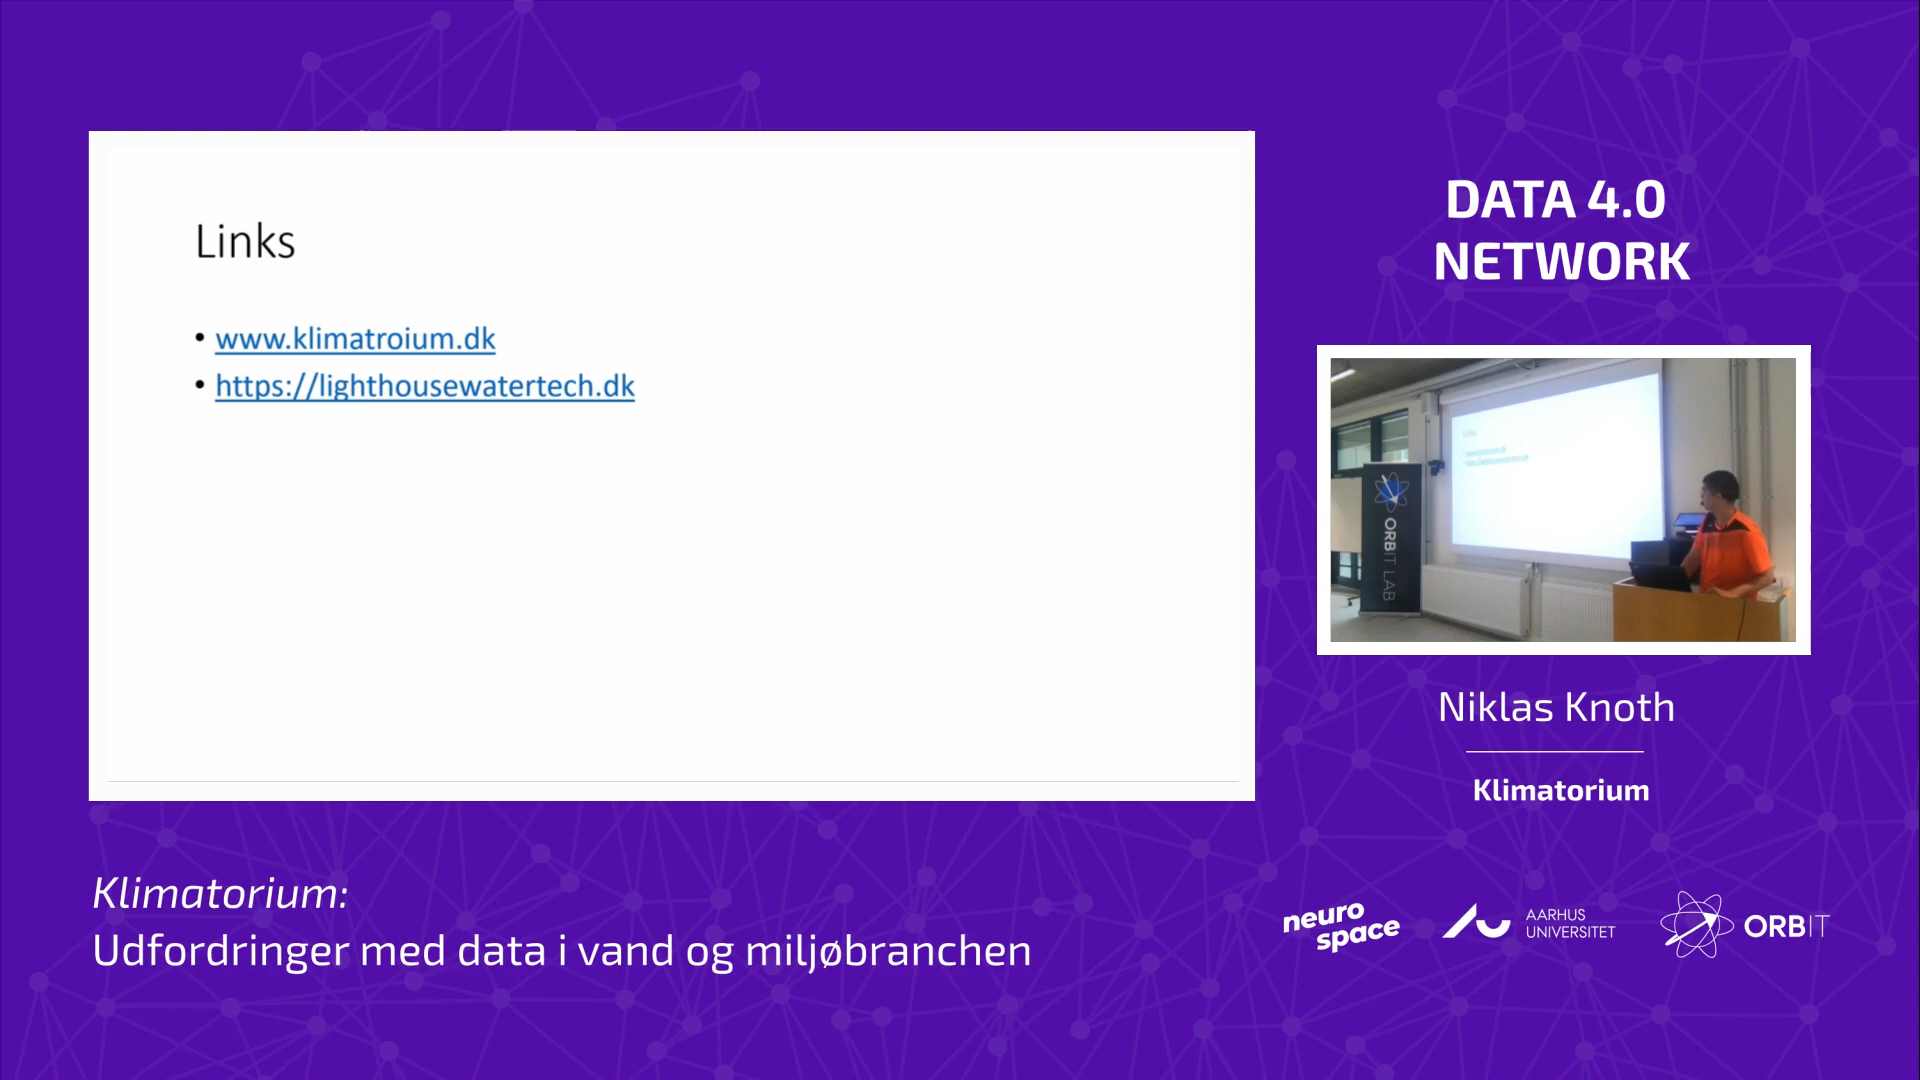 DATA 4.0
NETWORK
Links
• www.klimatroium.dk
• https://lighthousewatertech.dk
ORBIT LAB
Niklas Knoth
Klimatorium
Klimatorium:
Udfordringer med data i vand og miljøbranchen
neuro
space
AARHUS
UNIVERSITET
ORBIT